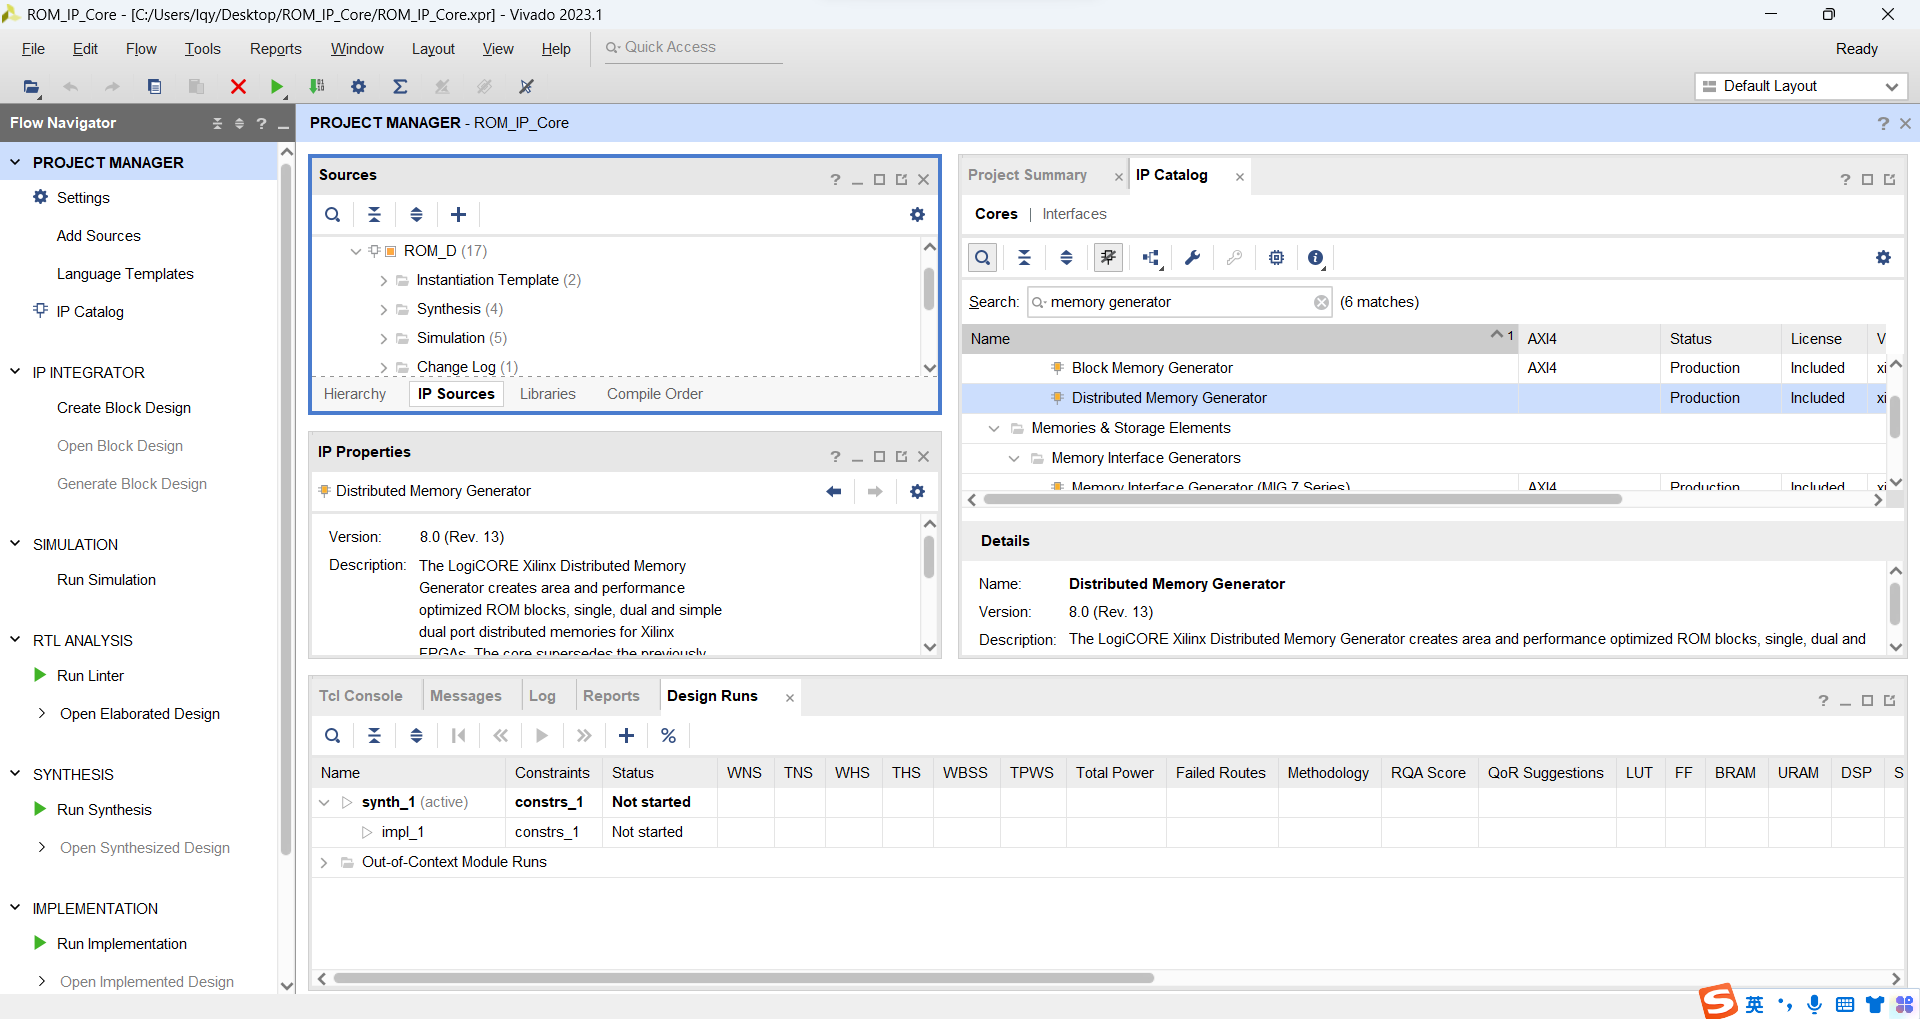 ROM_IP_Core - [C:/Users/lqy/Desktop/ROM_IP_Core/ROM_IP_Core.xpr] - Vivado 2023.1
File Edit Flow Tools Reports Window Layout View Help Quick Access Ready
Default Layout
Flow Navigator
PROJECT MANAGER
Settings
Add Sources
Language Templates
IP Catalog
IP INTEGRATOR
Create Block Design
Open Block Design
Generate Block Design
SIMULATION
Run Simulation
RTL ANALYSIS
Run Linter
Open Elaborated Design
SYNTHESIS
Run Synthesis
Open Synthesized Design
IMPLEMENTATION
Run Implementation
Open Implemented Design
PROJECT MANAGER - ROM_IP_Core
Sources
ROM_D (17)
Instantiation Template (2)
Synthesis (4)
Simulation (5)
Change Log (1)
Hierarchy IP Sources Libraries Compile Order
IP Properties
Distributed Memory Generator
Version: 8.0 (Rev. 13)
Description: The LogiCORE Xilinx Distributed Memory
Generator creates area and performance
optimized ROM blocks, single, dual and simple
dual port distributed memories for Xilinx
FPGAs. The core supersedes the previously
Project Summary IP Catalog
Cores | Interfaces
Search: memory generator (6 matches)
Name 1 AXI4 Status License V
Block Memory Generator AXI4 Production Included xi
Distributed Memory Generator Production Included xi
Memories & Storage Elements
Memory Interface Generators
Memory Interface Generator (MIG 7 Series) AXI4 Production Included xi
Details
Name: Distributed Memory Generator
Version: 8.0 (Rev. 13)
Description: The LogiCORE Xilinx Distributed Memory Generator creates area and performance optimized ROM blocks, single, dual and
Tcl Console Messages Log Reports Design Runs
Name Constraints Status WNS TNS WHS THS WBSS TPWS Total Power Failed Routes Methodology RQA Score QoR Suggestions LUT FF BRAM URAM DSP S
synth_1 (active) constrs_1 Not started
impl_1 constrs_1 Not started
Out-of-Context Module Runs
英